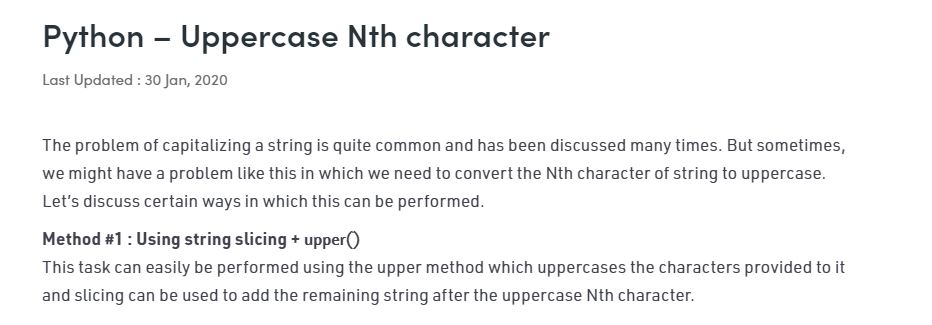 Python – Uppercase Nth character
Last Updated : 30 Jan, 2020
The problem of capitalizing a string is quite common and has been discussed many times. But sometimes,
we might have a problem like this in which we need to convert the Nth character of string to uppercase.
Let’s discuss certain ways in which this can be performed.
Method #1 : Using string slicing + upper()
This task can easily be performed using the upper method which uppercases the characters provided to it
and slicing can be used to add the remaining string after the uppercase Nth character.